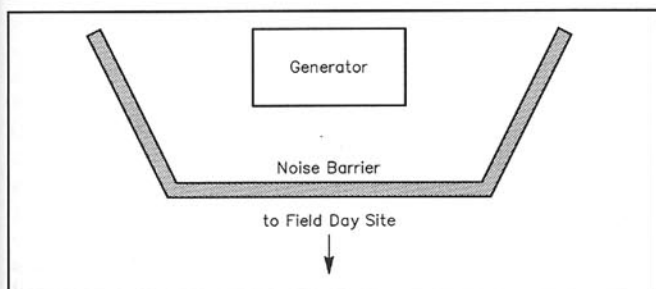 Generator
Noise Barrier
to Field Day Site